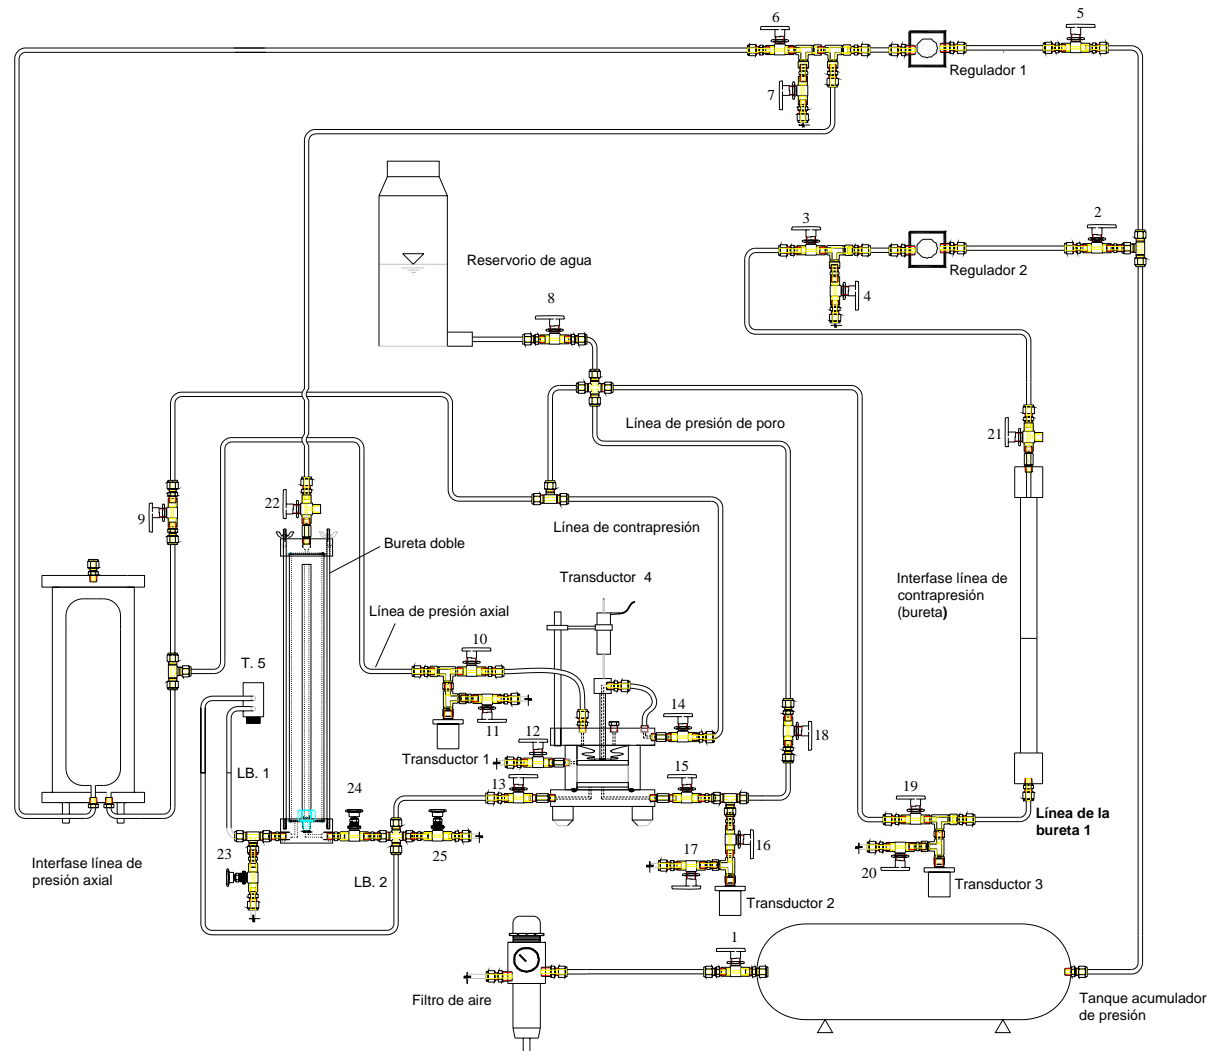 6
5
Regulador 1
7
3
2
Reservorio de agua
Regulador 2
4
8
Línea de presión de poro
21
22
9
Línea de contrapresión
Bureta doble
Transductor 4
Interfase línea de
contrapresión
(bureta)
Línea de presión axial
10
T. 5
14
11
12
18
Transductor 1
LB. 1
13
15
24
19
Línea de la
bureta 1
23
25
16
17
Interfase línea de
presión axial
LB. 2
20
Transductor 3
Transductor 2
1
Filtro de aire
Tanque acumulador
de presión